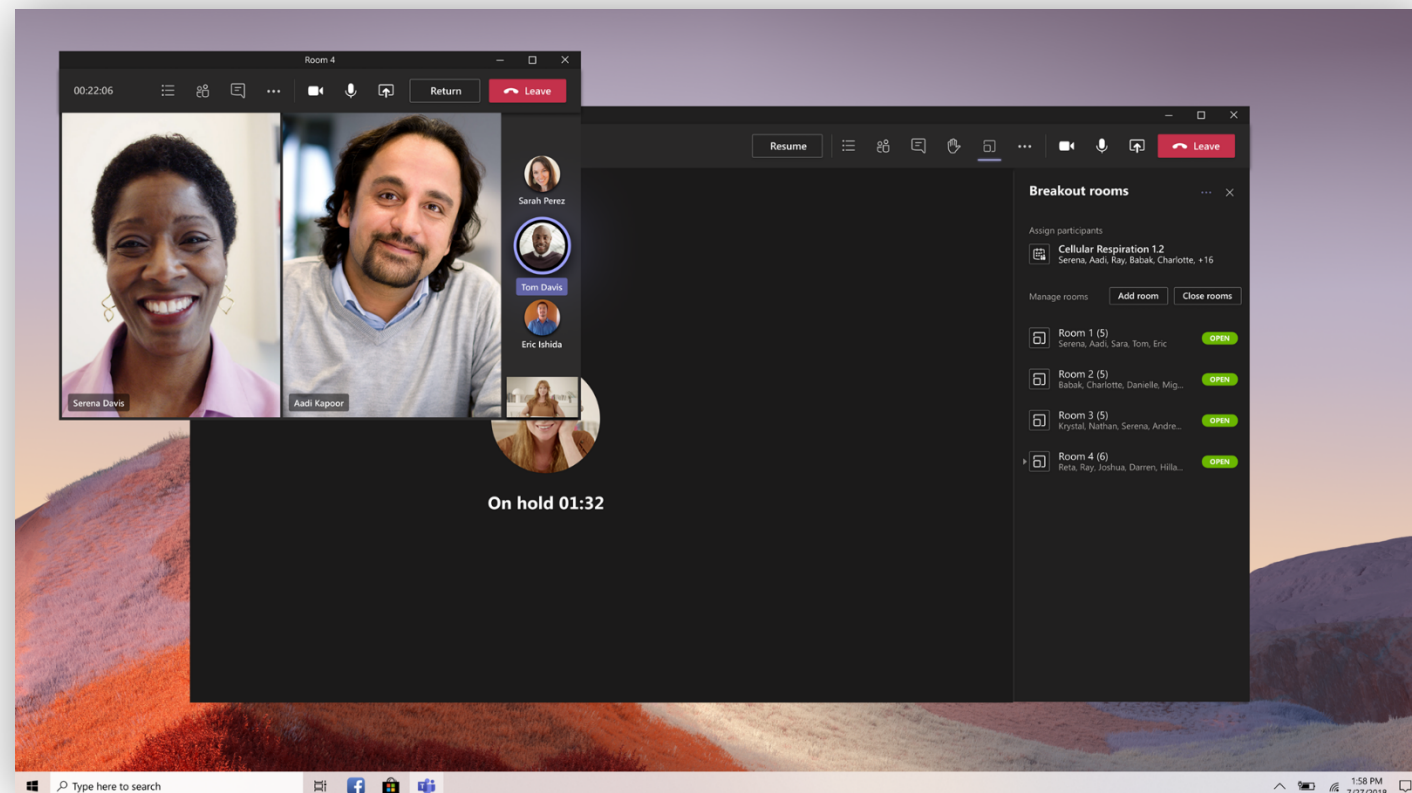 Room 4
00:22:06
Return
Leave
Serena Davis
Aadi Kapoor
Sarah Perez
Tom Davis
Eric Ishida
Resume
Leave
On hold 01:32
Breakout rooms
Assign participants
Cellular Respiration 1.2
Serena, Aadi, Ray, Babak, Charlotte, +16
Manage rooms
Add room
Close rooms
Room 1 (5)
Serena, Aadi, Sara, Tom, Eric
OPEN
Room 2 (5)
Babak, Charlotte, Danielle, Mig...
OPEN
Room 3 (5)
Krystal, Nathan, Serena, Andre...
OPEN
Room 4 (6)
Reta, Ray, Joshua, Darren, Hilla...
OPEN
Type here to search
1:58 PM
7/27/2018